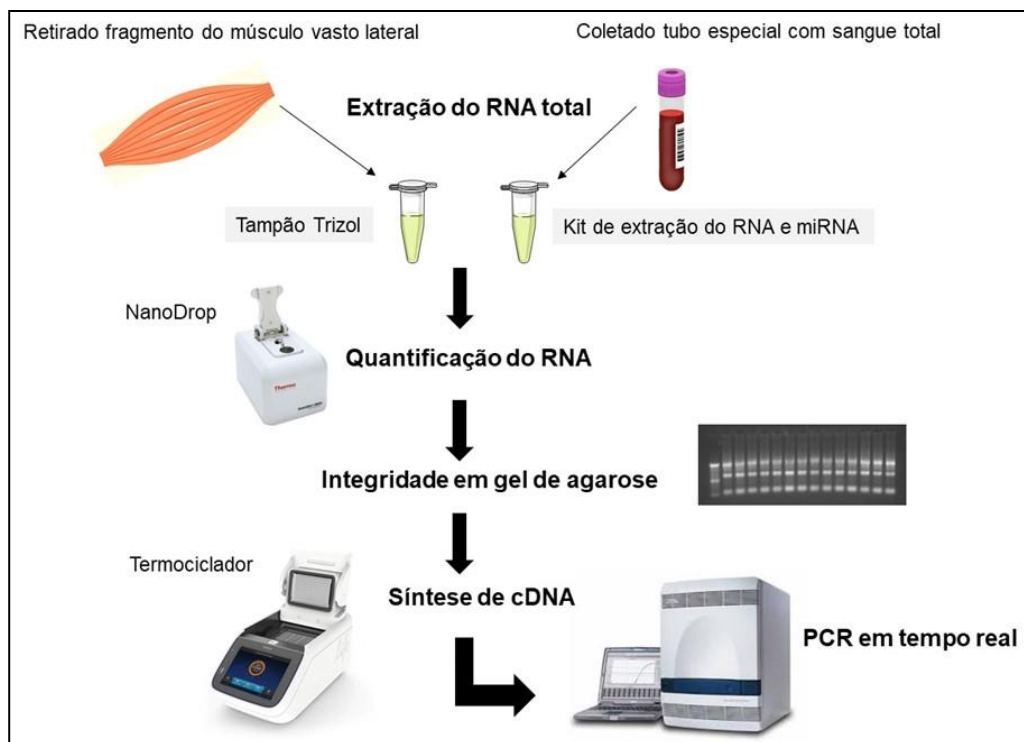 Retirado fragmento do músculo vasto lateral
Coletado tubo especial com sangue total
Extração do RNA total
Tampão Trizol
Kit de extração do RNA e miRNA
NanoDrop
Thermo
Quantificação do RNA
Integridade em gel de agarose
Termociclador
Síntese de cDNA
PCR em tempo real